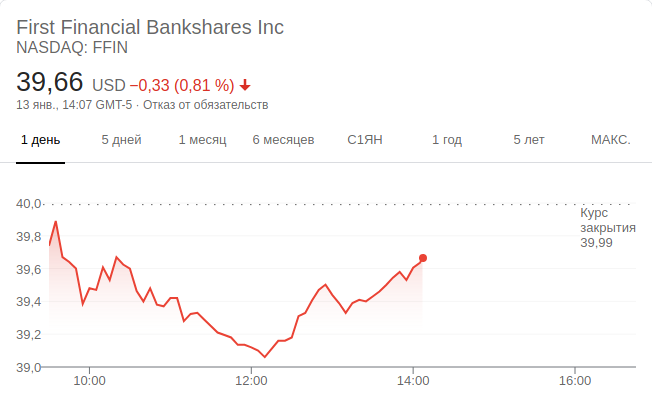 First Financial Bankshares Inc
NASDAQ: FFIN
39,66 USD −0,33 (0,81 %)
13 янв., 14:07 GMT-5 · Отказ от обязательств
1 день 5 дней 1 месяц 6 месяцев С1ЯН 1 год 5 лет МАКС.
40,0
Курс
закрытия
39,99
39,8
39,6
39,4
39,2
39,0
10:00 12:00 14:00 16:00